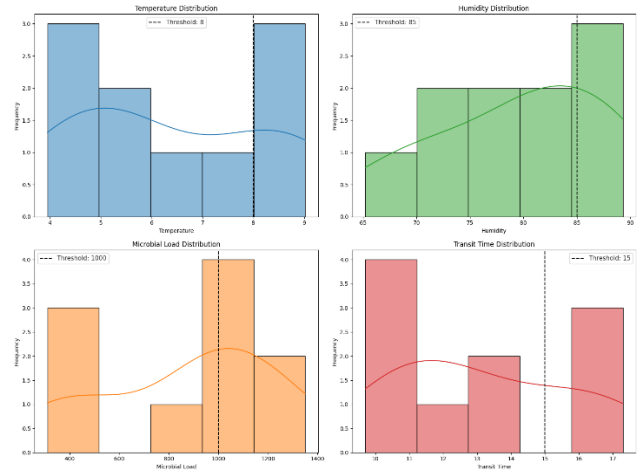 Temperature Distribution
Threshold: 8
3.0
2.5
2.0
1.5
1.0
0.5
0.0
Frequency
4 5 6 7 8 9
Temperature
Humidity Distribution
Threshold: 85
3.0
2.5
2.0
1.5
1.0
0.5
0.0
Frequency
65 70 75 80 85 90
Humidity
Microbial Load Distribution
Threshold: 1000
4.0
3.5
3.0
2.5
2.0
1.5
1.0
0.5
0.0
Frequency
400 600 800 1000 1200 1400
Microbial Load
Transit Time Distribution
Threshold: 15
4.0
3.5
3.0
2.5
2.0
1.5
1.0
0.5
0.0
Frequency
10 11 12 13 14 15 16 17
Transit Time